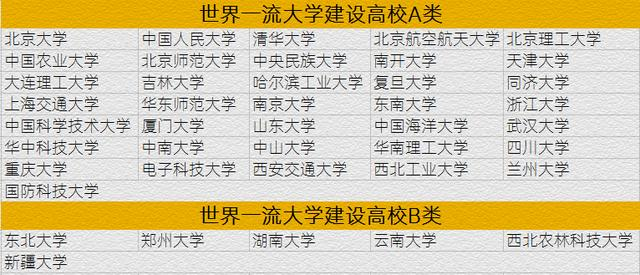 世界一流大学建设高校A类
北京大学 中国人民大学 清华大学 北京航空航天大学 北京理工大学
中国农业大学 北京师范大学 中央民族大学 南开大学 天津大学
大连理工大学 吉林大学 哈尔滨工业大学 复旦大学 同济大学
上海交通大学 华东师范大学 南京大学 东南大学 浙江大学
中国科学技术大学 厦门大学 山东大学 中国海洋大学 武汉大学
华中科技大学 中南大学 中山大学 华南理工大学 四川大学
重庆大学 电子科技大学 西安交通大学 西北工业大学 兰州大学
国防科技大学
世界一流大学建设高校B类
东北大学 郑州大学 湖南大学 云南大学 西北农林科技大学
新疆大学